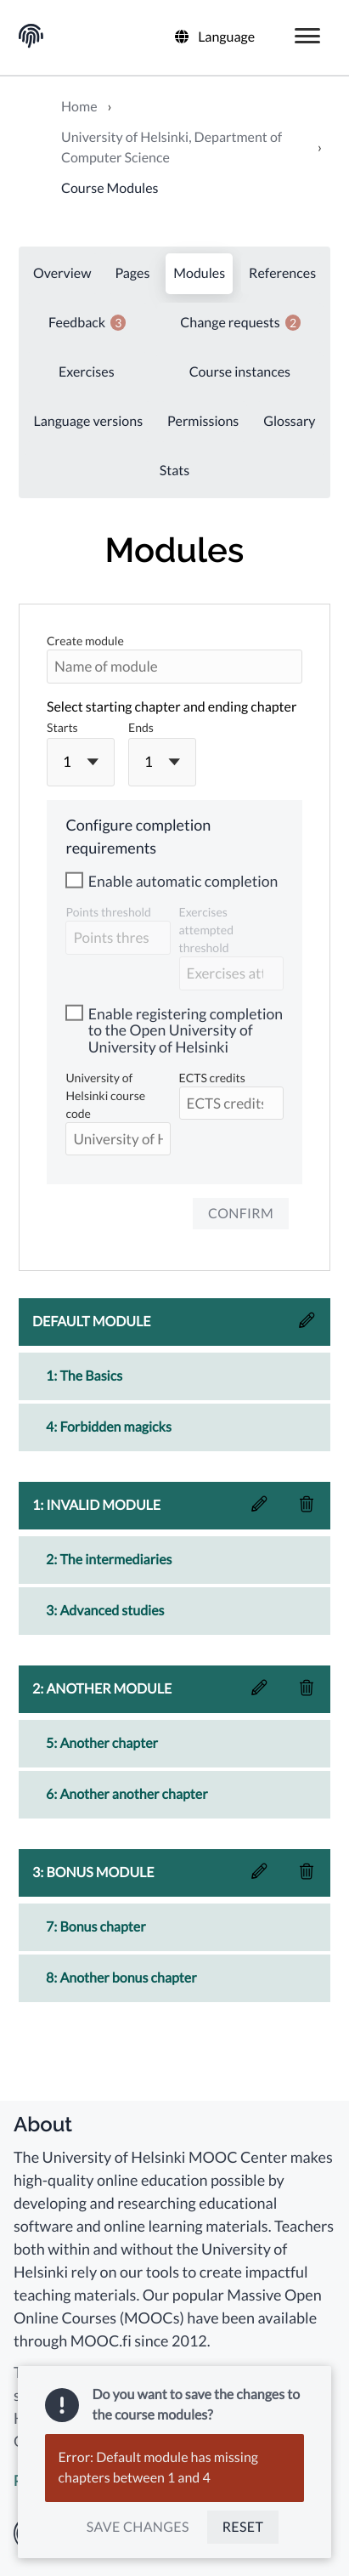 Language
Home ›
University of Helsinki, Department of
Computer Science ›
Course Modules
Overview Pages Modules References
Feedback 3 Change requests 2
Exercises Course instances
Language versions Permissions Glossary
Stats
Modules
Create module
Name of module
Select starting chapter and ending chapter
Starts Ends
1 1
Configure completion
requirements
Enable automatic completion
Points threshold
Points thres
Exercises
attempted
threshold
Exercises att
Enable registering completion
to the Open University of
University of Helsinki
University of
Helsinki course
code
University of H
ECTS credits
ECTS credits
CONFIRM
DEFAULT MODULE
1: The Basics
4: Forbidden magicks
1: INVALID MODULE
2: The intermediaries
3: Advanced studies
2: ANOTHER MODULE
5: Another chapter
6: Another another chapter
3: BONUS MODULE
7: Bonus chapter
8: Another bonus chapter
About
The University of Helsinki MOOC Center makes
high-quality online education possible by
developing and researching educational
software and online learning materials. Teachers
both within and without the University of
Helsinki rely on our tools to create impactful
teaching materials. Our popular Massive Open
Online Courses (MOOCs) have been available
through MOOC.fi since 2012.
Do you want to save the changes to
the course modules?
Error: Default module has missing
chapters between 1 and 4
SAVE CHANGES RESET